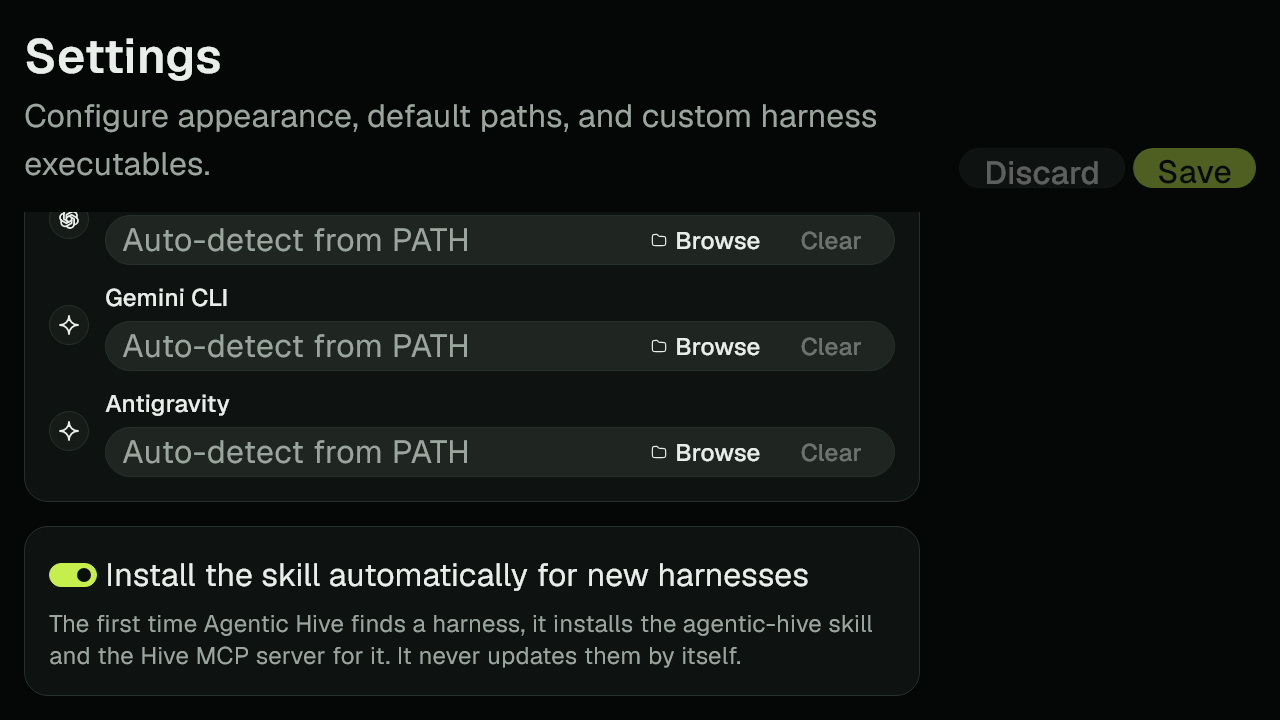 Settings
Configure appearance, default paths, and custom harness
executables.
Discard
Save
Auto-detect from PATH
Browse
Clear
Gemini CLI
Auto-detect from PATH
Browse
Clear
Antigravity
Auto-detect from PATH
Browse
Clear
Install the skill automatically for new harnesses
The first time Agentic Hive finds a harness, it installs the agentic-hive skill
and the Hive MCP server for it. It never updates them by itself.